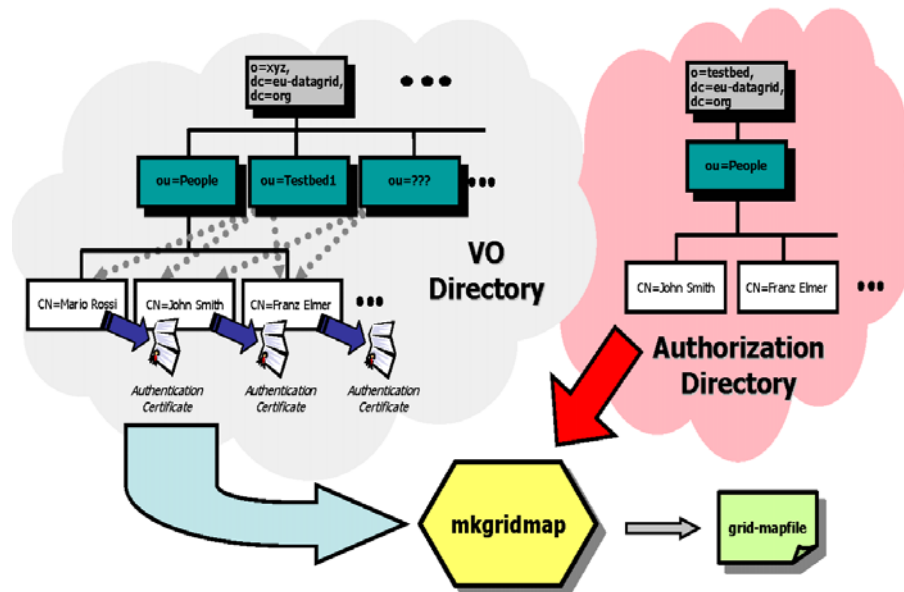 o=xyz,
dc=eu-datagrid,
dc=org
ou=People
ou=Testbed1
ou=???
VO
Directory
CN=Mario Rossi
CN=John Smith
CN=Franz Elmer
Authentication
Certificate
Authentication
Certificate
Authentication
Certificate
o=testbed,
dc=eu-datagrid,
dc=org
ou=People
CN=John Smith
CN=Franz Elmer
Authorization
Directory
mkgridmap
grid-mapfile